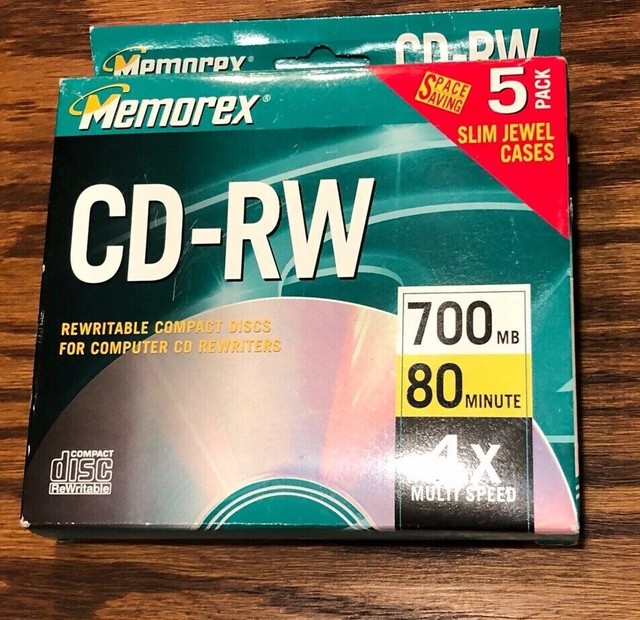 Memorex®
CD-RW
Memorex®
SPACE
SAVING
5
PACK
SLIM JEWEL
CASES
CD-RW
REWRITABLE COMPACT DISCS
FOR COMPUTER CD REWRITERS
700 MB
80 MINUTE
4x
MULTI SPEED
COMPACT
disc
ReWritable